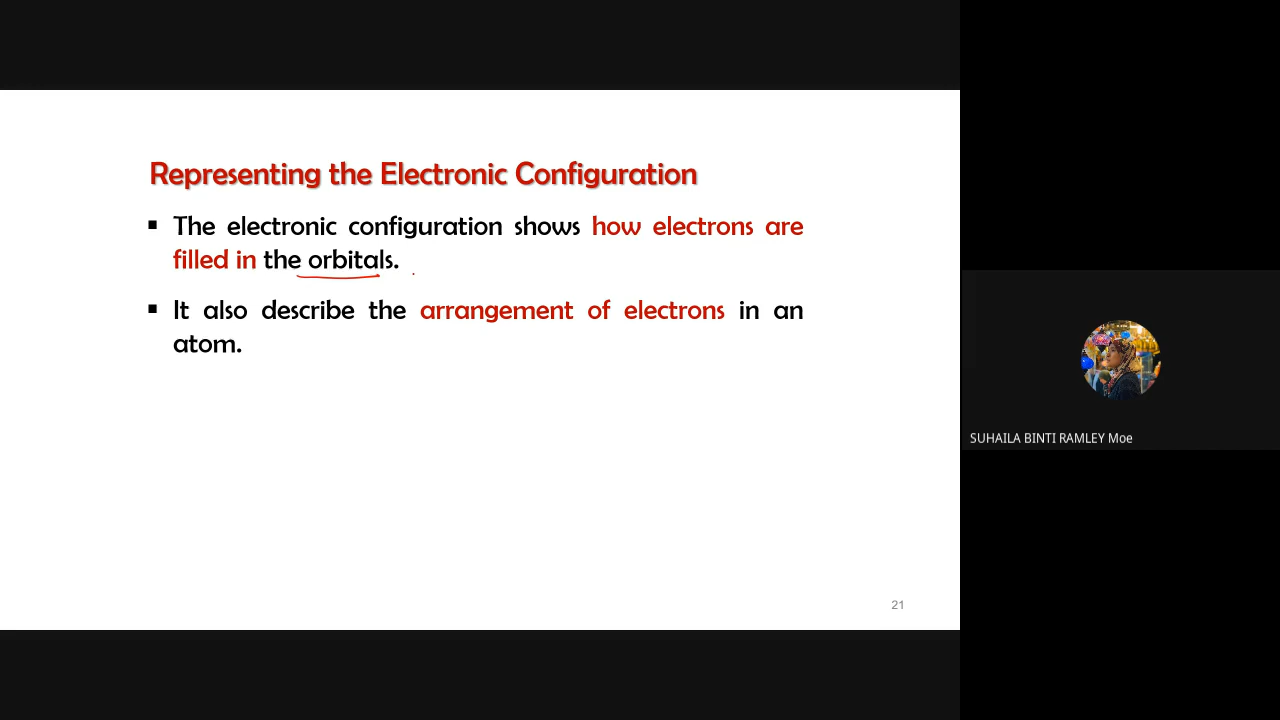 Representing the Electronic Configuration
▪ The electronic configuration shows how electrons are
filled in the orbitals.
▪ It also describe the arrangement of electrons in an
atom.
21
SUHAILA BINTI RAMLEY Moe